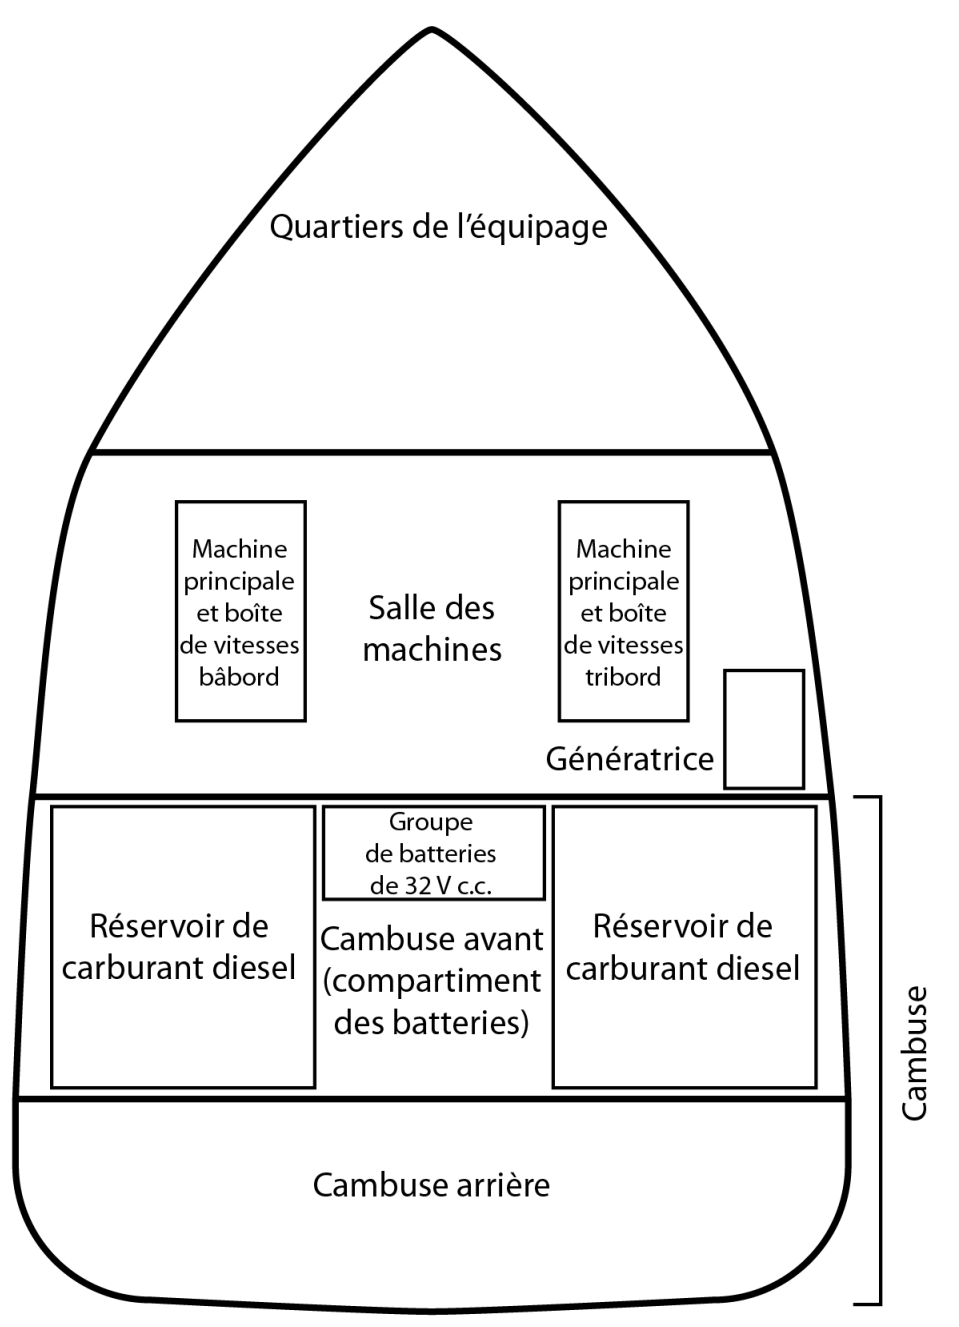 Quartiers de l’équipage
Machine
principale
et boîte
de vitesses
bâbord
Salle des
machines
Machine
principale
et boîte
de vitesses
tribord
Génératrice
Réservoir de
carburant diesel
Groupe
de batteries
de 32 V c.c.
Cambuse avant
(compartiment
des batteries)
Réservoir de
carburant diesel
Cambuse
Cambuse arrière